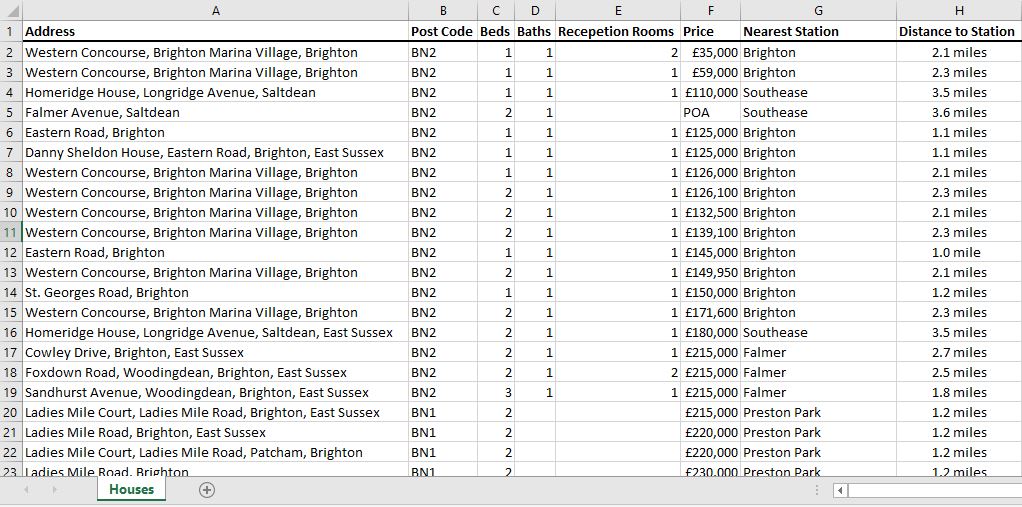 A B C D E F G H
1 Address Post Code Beds Baths Recepetion Rooms Price Nearest Station Distance to Station
2 Western Concourse, Brighton Marina Village, Brighton BN2 1 1 2 £35,000 Brighton 2.1 miles
3 Western Concourse, Brighton Marina Village, Brighton BN2 1 1 1 £59,000 Brighton 2.3 miles
4 Homeridge House, Longridge Avenue, Saltdean BN2 1 1 1 £110,000 Southease 3.5 miles
5 Falmer Avenue, Saltdean BN2 2 1 POA Southease 3.6 miles
6 Eastern Road, Brighton BN2 1 1 1 £125,000 Brighton 1.1 miles
7 Danny Sheldon House, Eastern Road, Brighton, East Sussex BN2 1 1 1 £125,000 Brighton 1.1 miles
8 Western Concourse, Brighton Marina Village, Brighton BN2 1 1 1 £126,000 Brighton 2.1 miles
9 Western Concourse, Brighton Marina Village, Brighton BN2 2 1 1 £126,100 Brighton 2.3 miles
10 Western Concourse, Brighton Marina Village, Brighton BN2 2 1 1 £132,500 Brighton 2.1 miles
11 Western Concourse, Brighton Marina Village, Brighton BN2 2 1 1 £139,100 Brighton 2.3 miles
12 Eastern Road, Brighton BN2 1 1 1 £145,000 Brighton 1.0 mile
13 Western Concourse, Brighton Marina Village, Brighton BN2 2 1 1 £149,950 Brighton 2.1 miles
14 St. Georges Road, Brighton BN2 1 1 1 £150,000 Brighton 1.2 miles
15 Western Concourse, Brighton Marina Village, Brighton BN2 2 1 1 £171,600 Brighton 2.3 miles
16 Homeridge House, Longridge Avenue, Saltdean, East Sussex BN2 2 1 1 £180,000 Southease 3.5 miles
17 Cowley Drive, Brighton, East Sussex BN2 2 1 1 £215,000 Falmer 2.7 miles
18 Foxdown Road, Woodingdean, Brighton, East Sussex BN2 2 1 2 £215,000 Falmer 2.5 miles
19 Sandhurst Avenue, Woodingdean, Brighton, East Sussex BN2 3 1 1 £215,000 Falmer 1.8 miles
20 Ladies Mile Court, Ladies Mile Road, Brighton, East Sussex BN1 2 £215,000 Preston Park 1.2 miles
21 Ladies Mile Road, Brighton, East Sussex BN1 2 £220,000 Preston Park 1.2 miles
22 Ladies Mile Court, Ladies Mile Road, Patcham, Brighton BN1 2 £220,000 Preston Park 1.2 miles
23 Ladies Mile Road, Brighton BN1 2 £230,000 Preston Park 1.2 miles
Houses